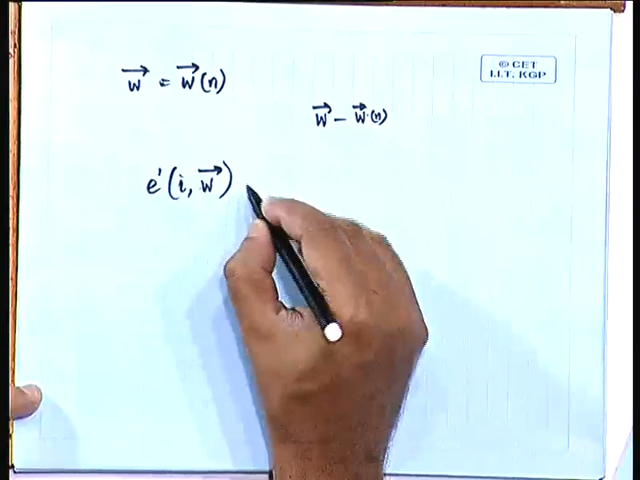 © CET
I.I.T. KGP
w⃗ = w⃗(n)
w⃗ - w⃗(n)
e'(i, w⃗)